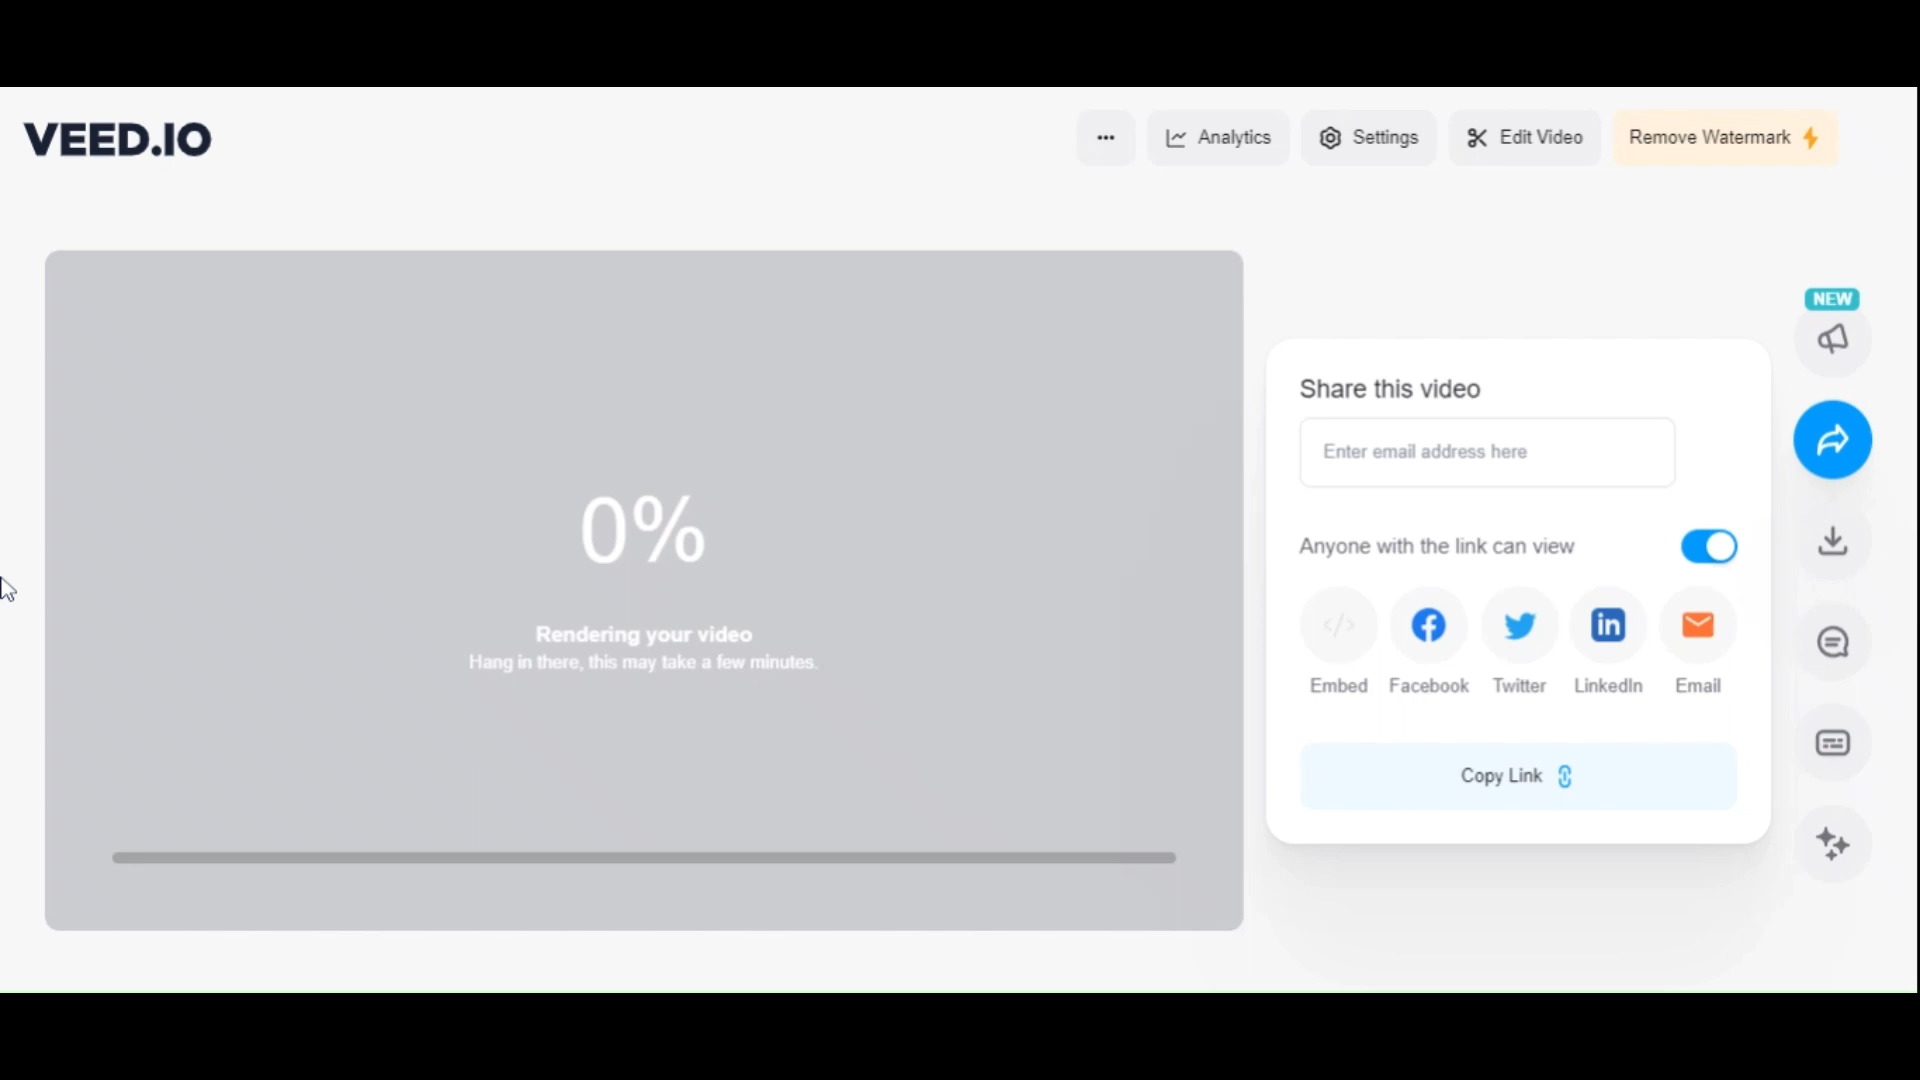 VEED.IO
Analytics
Settings
Edit Video
Remove Watermark
NEW
Share this video
Enter email address here
0%
Anyone with the link can view
Rendering your video
Hang in there, this may take a few minutes.
Embed
Facebook
Twitter
LinkedIn
Email
Copy Link